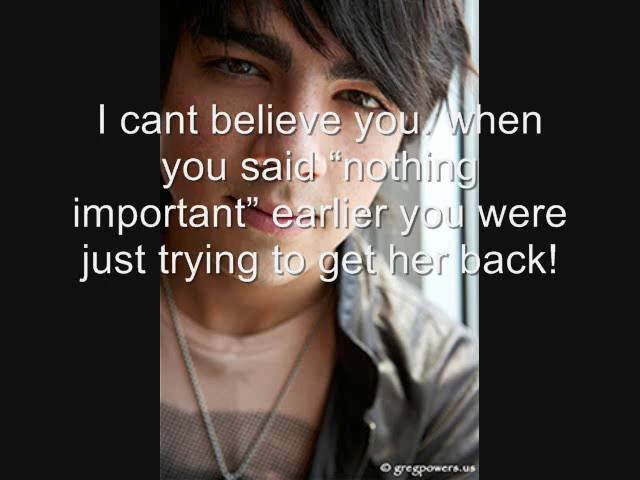 I cant believe you. when
you said “nothing
important” earlier you were
just trying to get her back!
© gregpowers.us